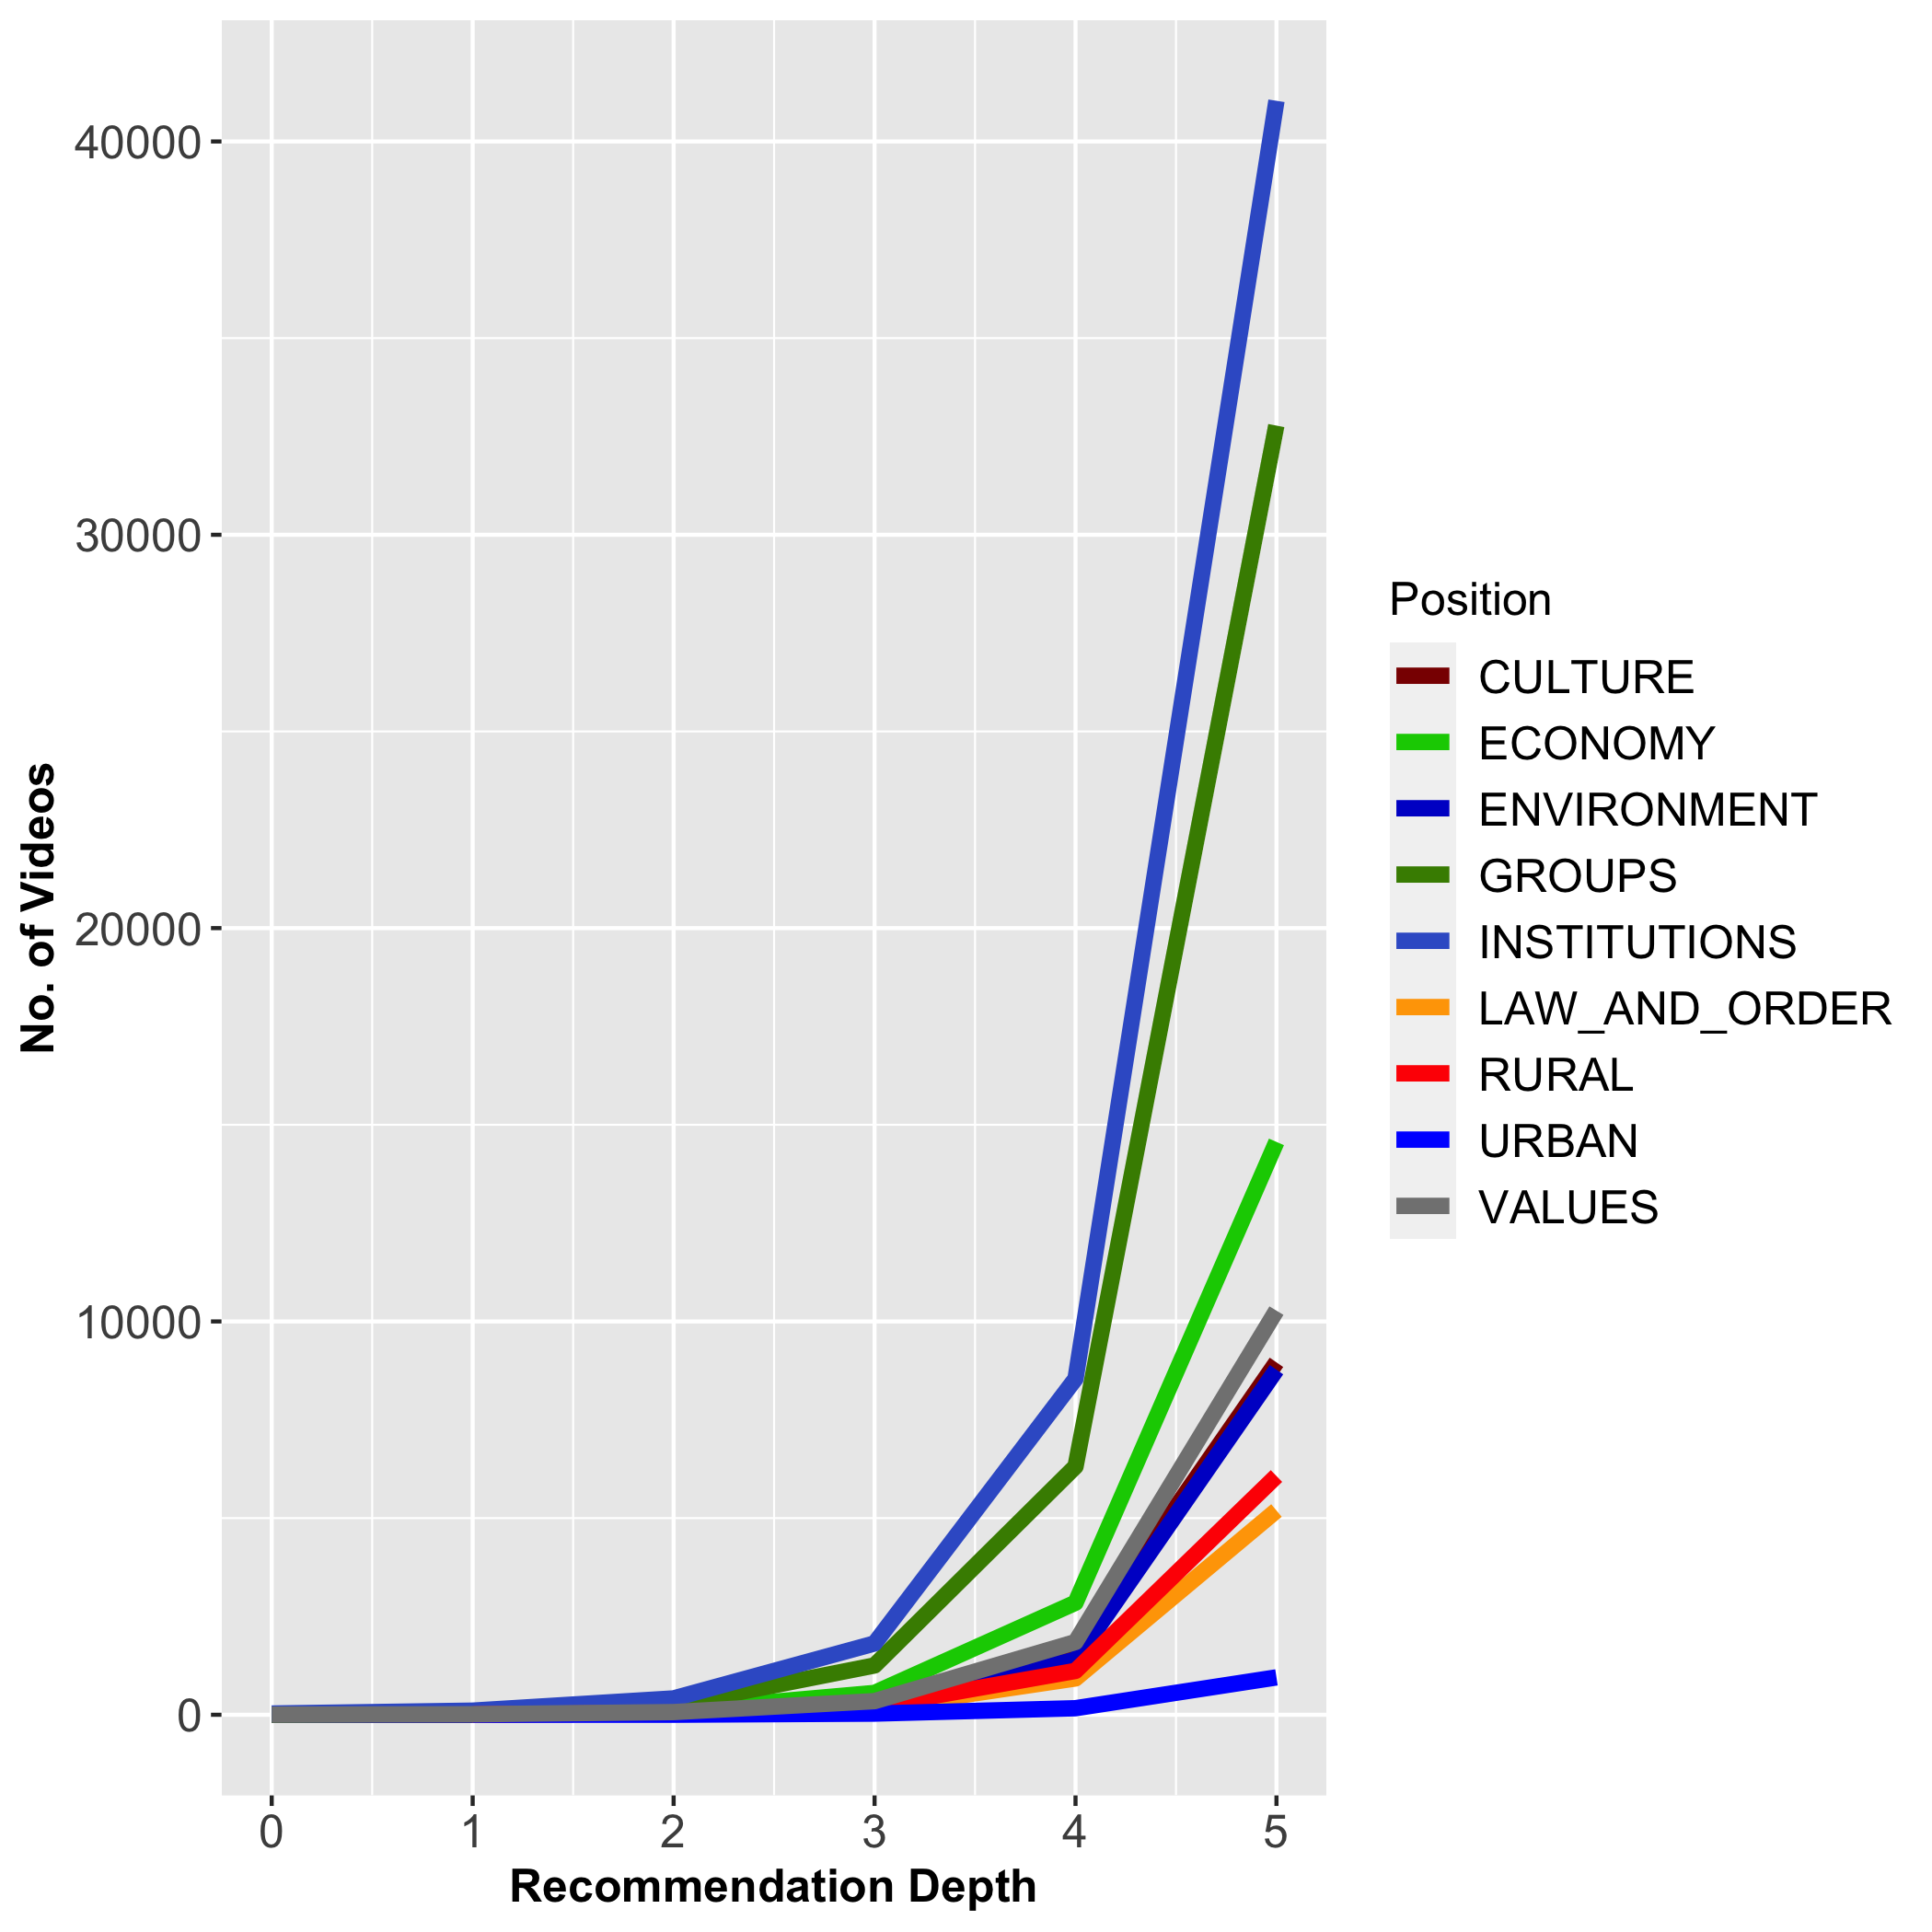 40000
30000
20000
10000
0
No. of Videos
0 1 2 3 4 5
Recommendation Depth
Position
CULTURE
ECONOMY
ENVIRONMENT
GROUPS
INSTITUTIONS
LAW_AND_ORDER
RURAL
URBAN
VALUES